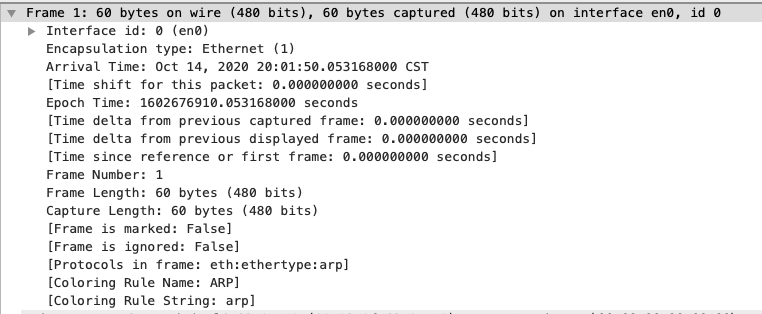 Frame 1: 60 bytes on wire (480 bits), 60 bytes captured (480 bits) on interface en0, id 0
Interface id: 0 (en0)
Encapsulation type: Ethernet (1)
Arrival Time: Oct 14, 2020 20:01:50.053168000 CST
[Time shift for this packet: 0.000000000 seconds]
Epoch Time: 1602676910.053168000 seconds
[Time delta from previous captured frame: 0.000000000 seconds]
[Time delta from previous displayed frame: 0.000000000 seconds]
[Time since reference or first frame: 0.000000000 seconds]
Frame Number: 1
Frame Length: 60 bytes (480 bits)
Capture Length: 60 bytes (480 bits)
[Frame is marked: False]
[Frame is ignored: False]
[Protocols in frame: eth:ethertype:arp]
[Coloring Rule Name: ARP]
[Coloring Rule String: arp]